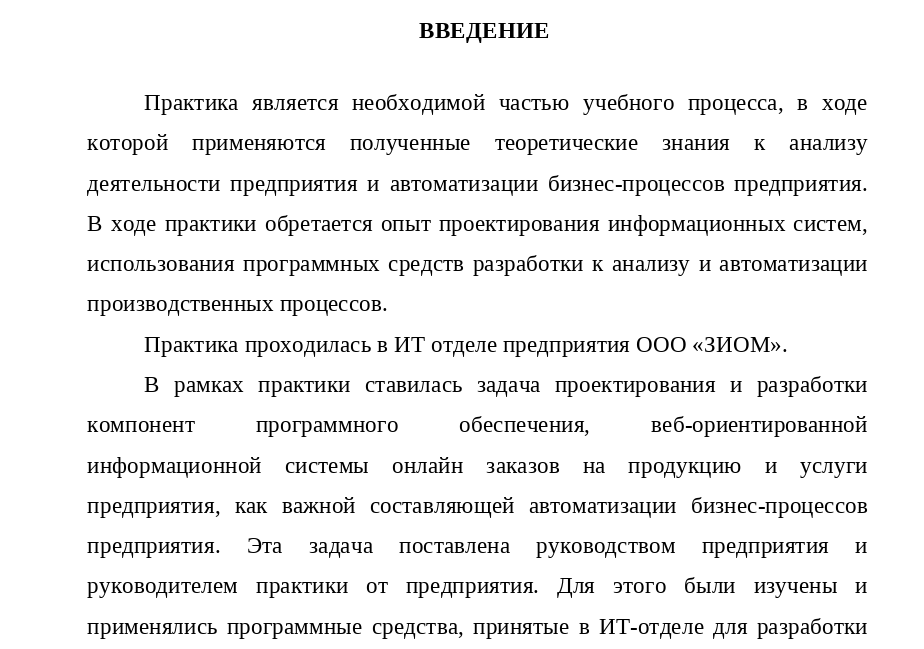 ВВЕДЕНИЕ
Практика является необходимой частью учебного процесса, в ходе
которой применяются полученные теоретические знания к анализу
деятельности предприятия и автоматизации бизнес-процессов предприятия.
В ходе практики обретается опыт проектирования информационных систем,
использования программных средств разработки к анализу и автоматизации
производственных процессов.
Практика проходилась в ИТ отделе предприятия ООО «ЗИОМ».
В рамках практики ставилась задача проектирования и разработки
компонент программного обеспечения, веб-ориентированной
информационной системы онлайн заказов на продукцию и услуги
предприятия, как важной составляющей автоматизации бизнес-процессов
предприятия. Эта задача поставлена руководством предприятия и
руководителем практики от предприятия. Для этого были изучены и
применялись программные средства, принятые в ИТ-отделе для разработки